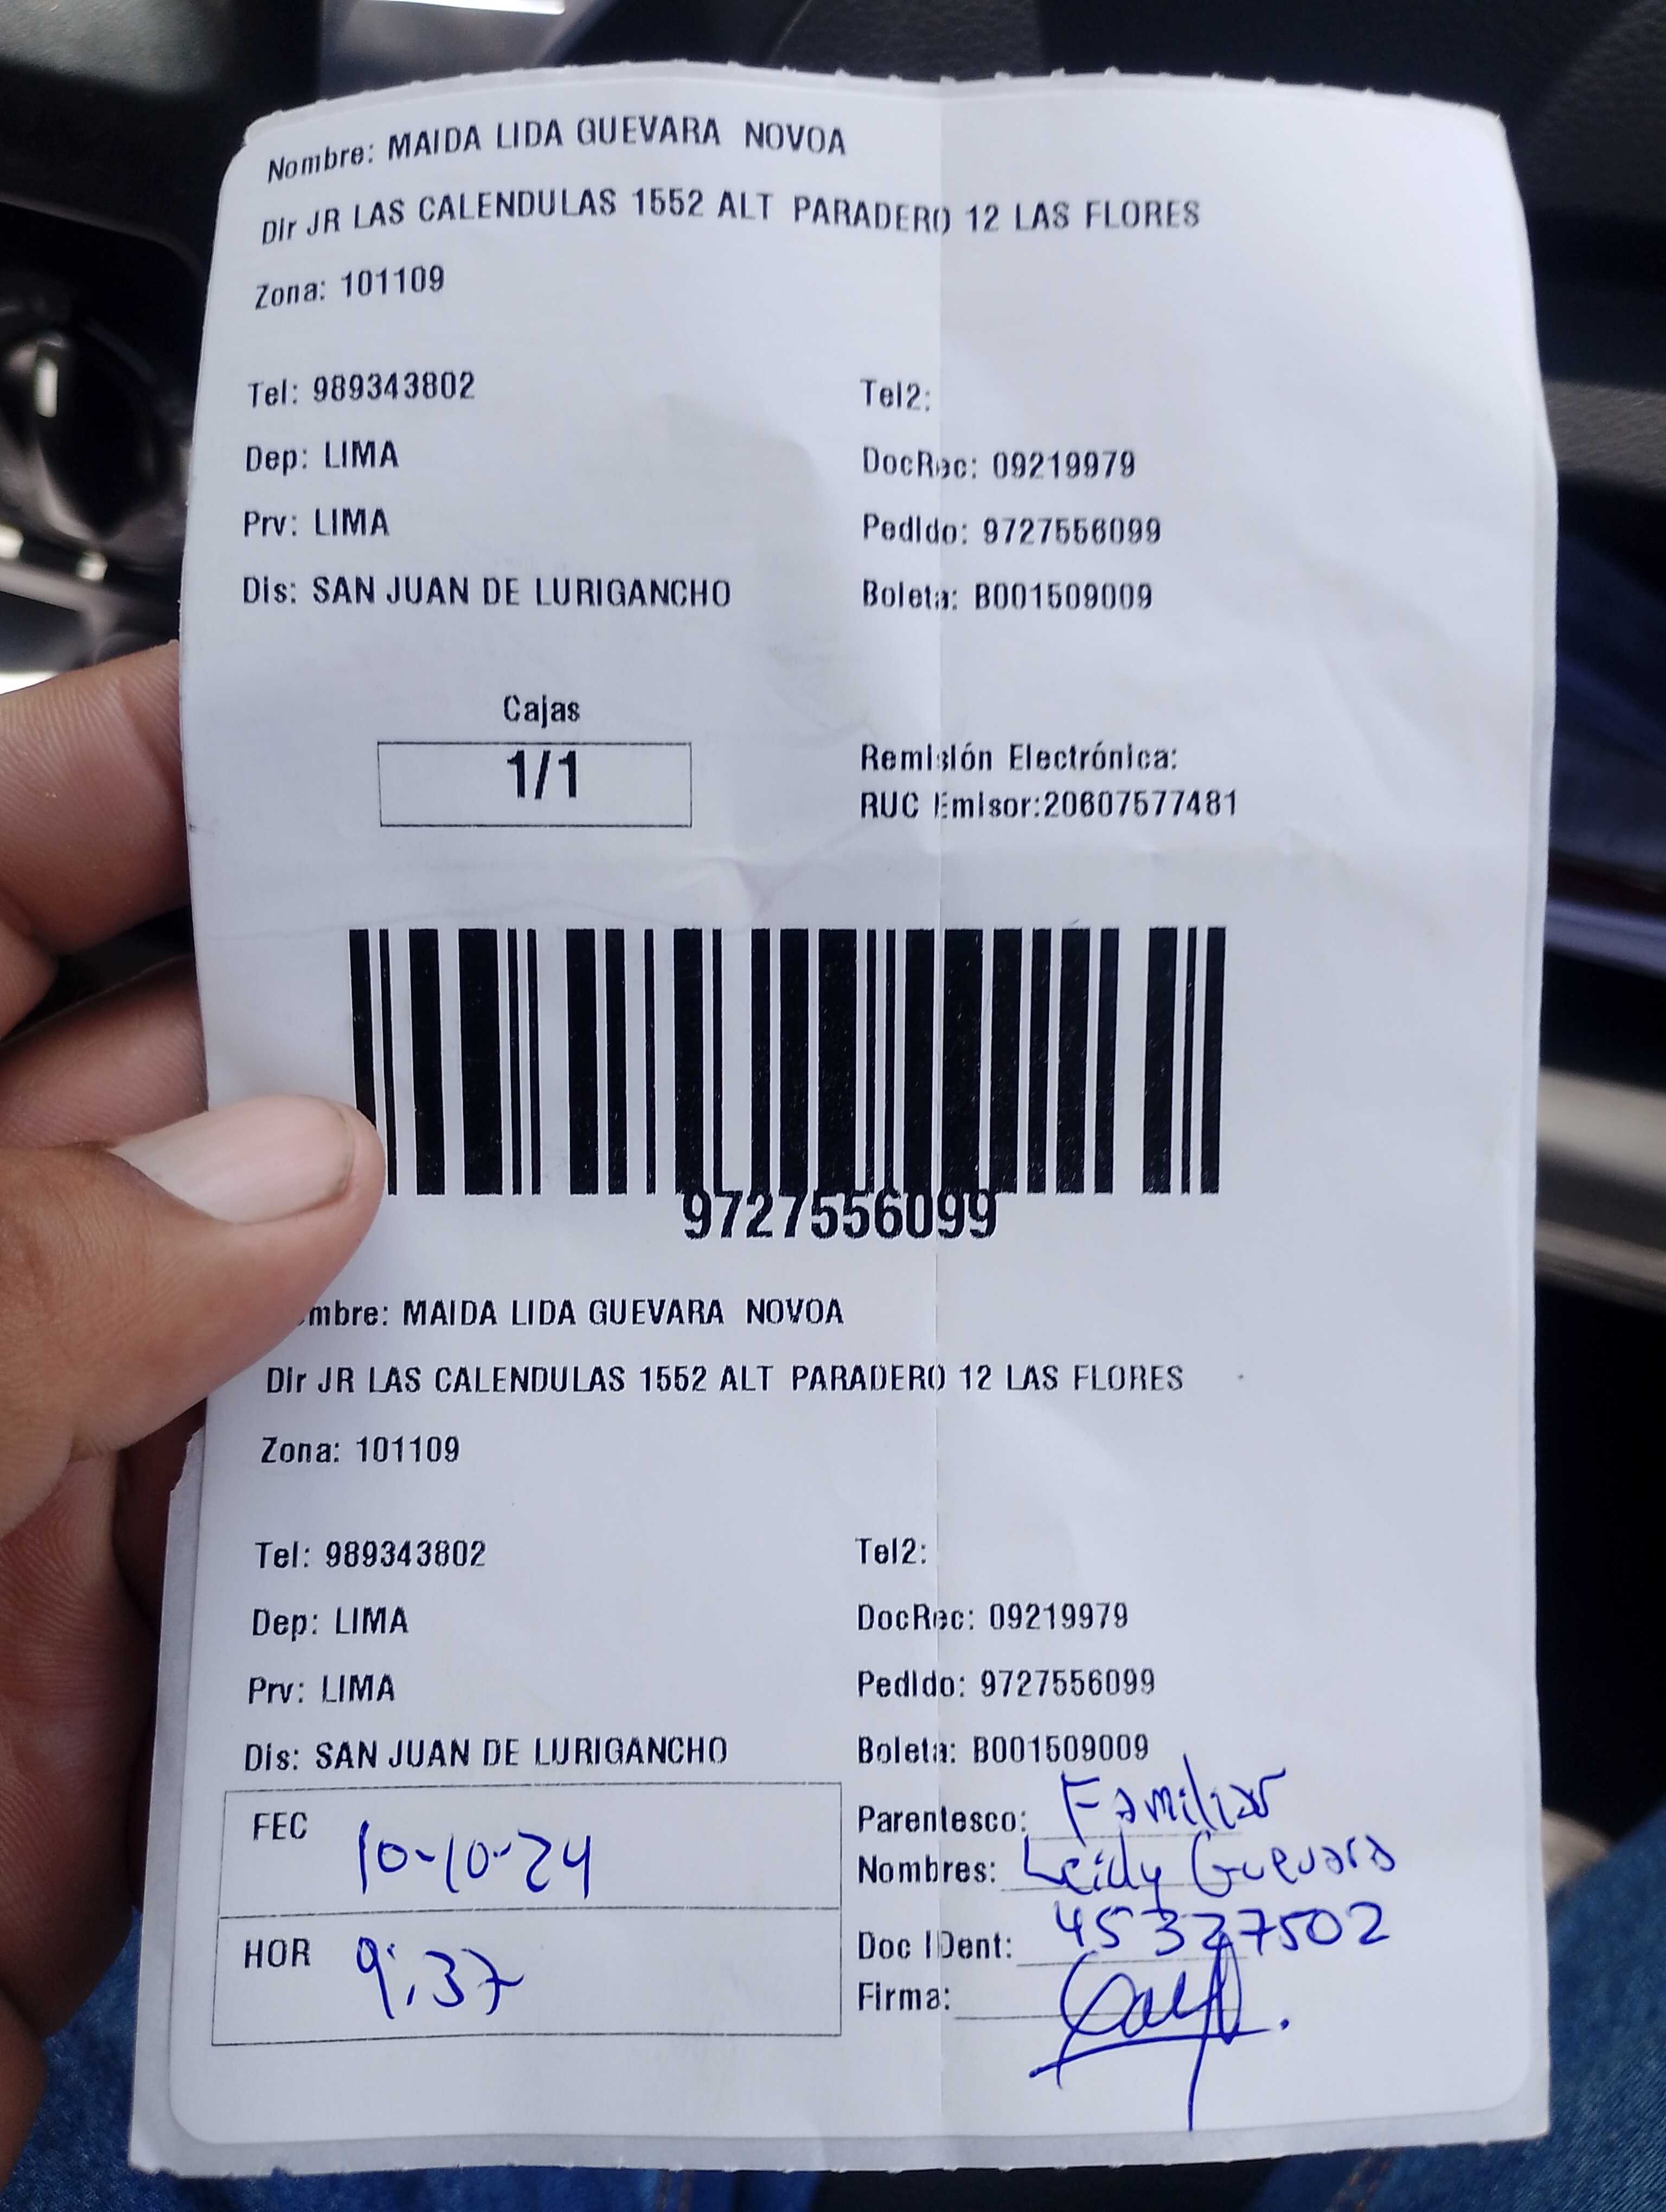 Nombre: MAIDA LIDA GUEVARA NOVOA
Dir JR LAS CALENDULAS 1552 ALT PARADERO 12 LAS FLORES
Zona: 101109
Tel: 989343802 Tel2:
Dep: LIMA DocRec: 09219979
Prv: LIMA Pedido: 9727556099
Dis: SAN JUAN DE LURIGANCHO Boleta: B001509009
Cajas
1/1
Remisión Electrónica:
RUC Emisor:20607577481
9727556099
mbre: MAIDA LIDA GUEVARA NOVOA
Dir JR LAS CALENDULAS 1552 ALT PARADERO 12 LAS FLORES
Zona: 101109
Tel: 989343802 Tel2:
Dep: LIMA DocRec: 09219979
Prv: LIMA Pedido: 9727556099
Dis: SAN JUAN DE LURIGANCHO Boleta: B001509009
FEC 10-10-24
HOR 9:37
Parentesco: Familiar
Nombres: Leidy Guevara
Doc IDent: 45327502
Firma: